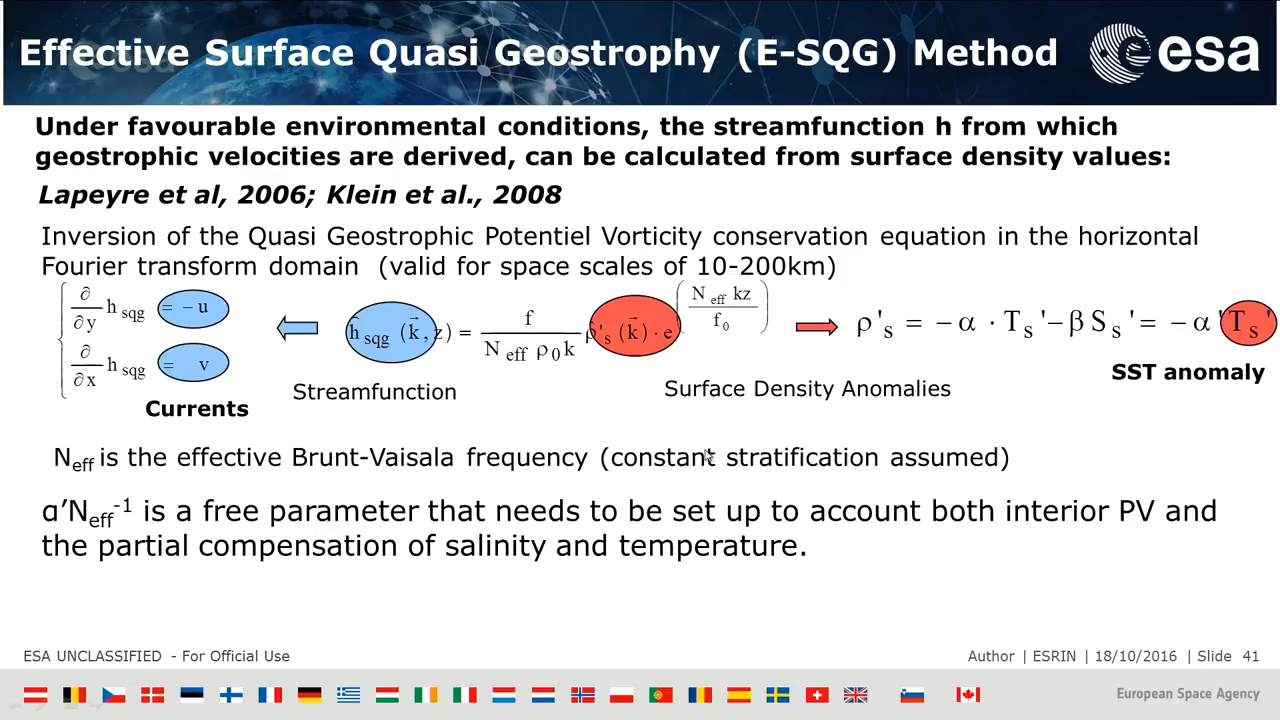 Effective Surface Quasi Geostrophy (E-SQG) Method
esa
Under favourable environmental conditions, the streamfunction h from which
geostrophic velocities are derived, can be calculated from surface density values:
Lapeyre et al, 2006; Klein et al., 2008
Inversion of the Quasi Geostrophic Potentiel Vorticity conservation equation in the horizontal
Fourier transform domain (valid for space scales of 10-200km)
∂/∂y h sqg = − u
∂/∂x h sqg = v
ĥ sqg (k⃗, z) = f / (N eff ρ0 k) ρ̂'s (k⃗) · e^(N eff kz / f0)
ρ's = −α · Ts'−βSs'= −α'Ts'
SST anomaly
Streamfunction
Surface Density Anomalies
Currents
Neff is the effective Brunt-Vaisala frequency (constant stratification assumed)
α’Neff-1 is a free parameter that needs to be set up to account both interior PV and
the partial compensation of salinity and temperature.
ESA UNCLASSIFIED - For Official Use
Author | ESRIN | 18/10/2016 | Slide 41
European Space Agency